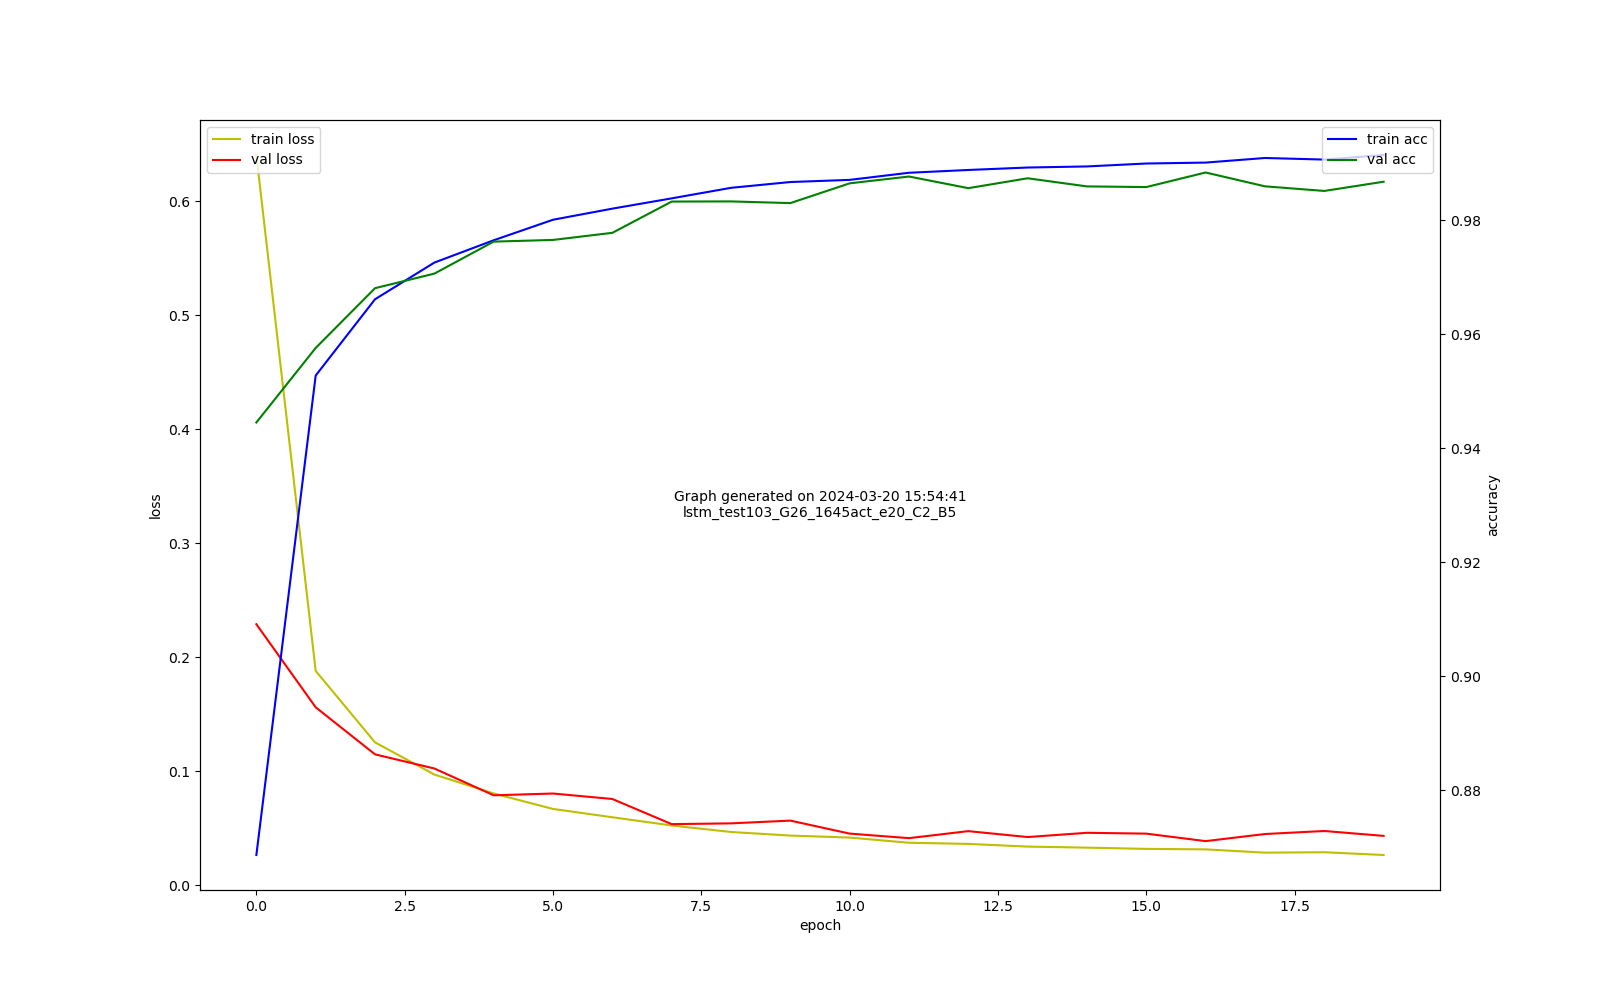 train loss
val loss
train acc
val acc
0.6
0.5
0.4
0.3
0.2
0.1
0.0
loss
Graph generated on 2024-03-20 15:54:41
lstm_test103_G26_1645act_e20_C2_B5
0.98
0.96
0.94
0.92
0.90
0.88
accuracy
0.0 2.5 5.0 7.5 10.0 12.5 15.0 17.5
epoch